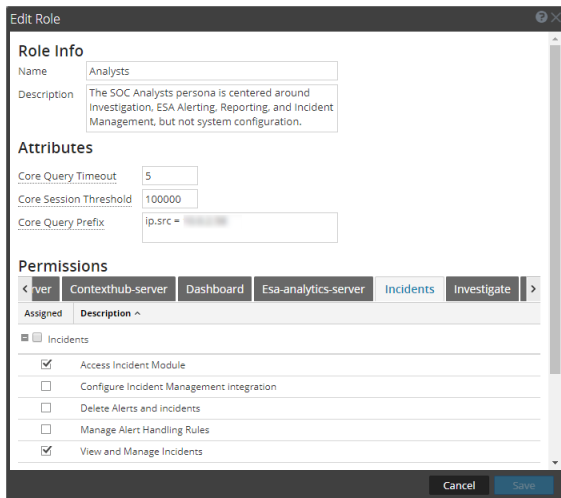 Edit Role
Role Info
Name Analysts
Description The SOC Analysts persona is centered around
Investigation, ESA Alerting, Reporting, and Incident
Management, but not system configuration.
Attributes
Core Query Timeout 5
Core Session Threshold 100000
Core Query Prefix ip.src =
Permissions
rver Contexthub-server Dashboard Esa-analytics-server Incidents Investigate
Assigned Description
Incidents
Access Incident Module
Configure Incident Management integration
Delete Alerts and incidents
Manage Alert Handling Rules
View and Manage Incidents
Cancel Save